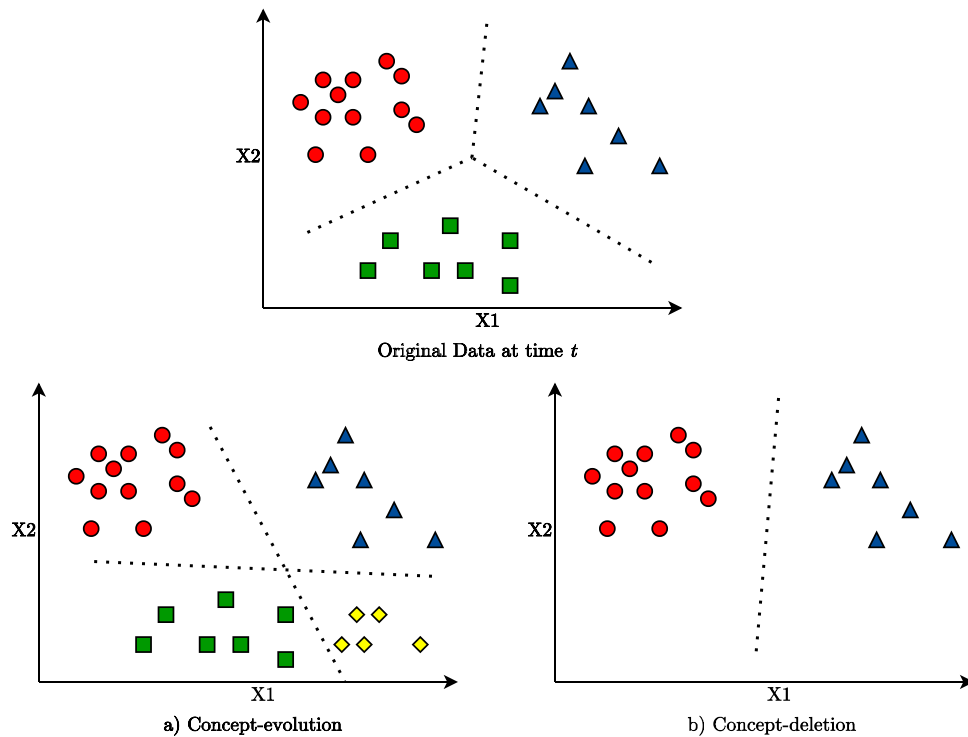 X2
X1
Original Data at time t
X2
X1
a) Concept-evolution
X2
X1
b) Concept-deletion